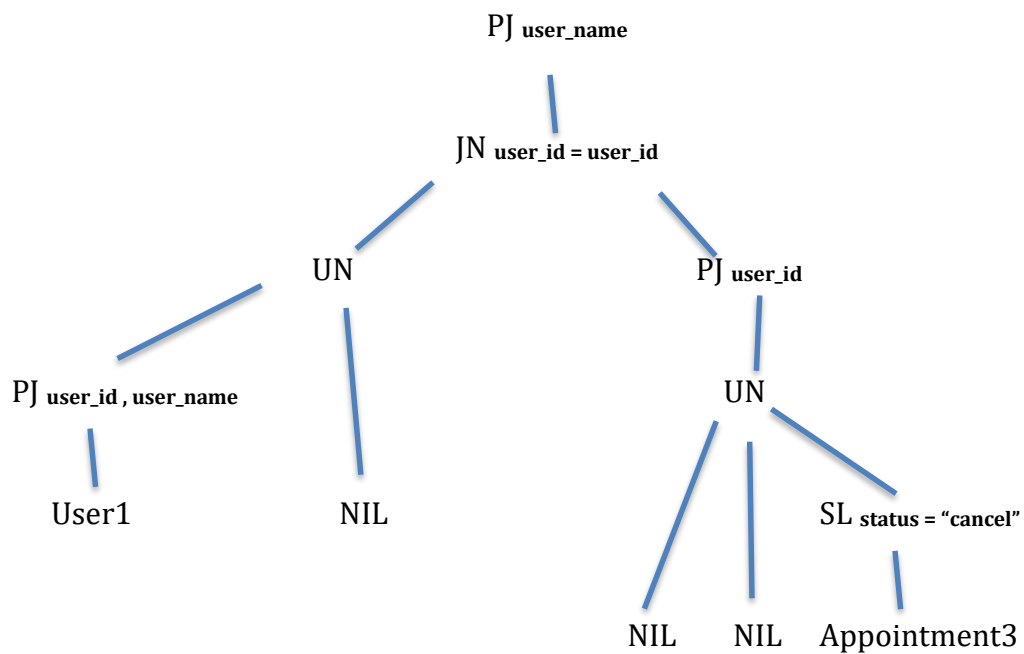 PJ user_name
JN user_id = user_id
UN
PJ user_id
PJ user_id , user_name
UN
User1
NIL
SL status = “cancel”
NIL
NIL
Appointment3